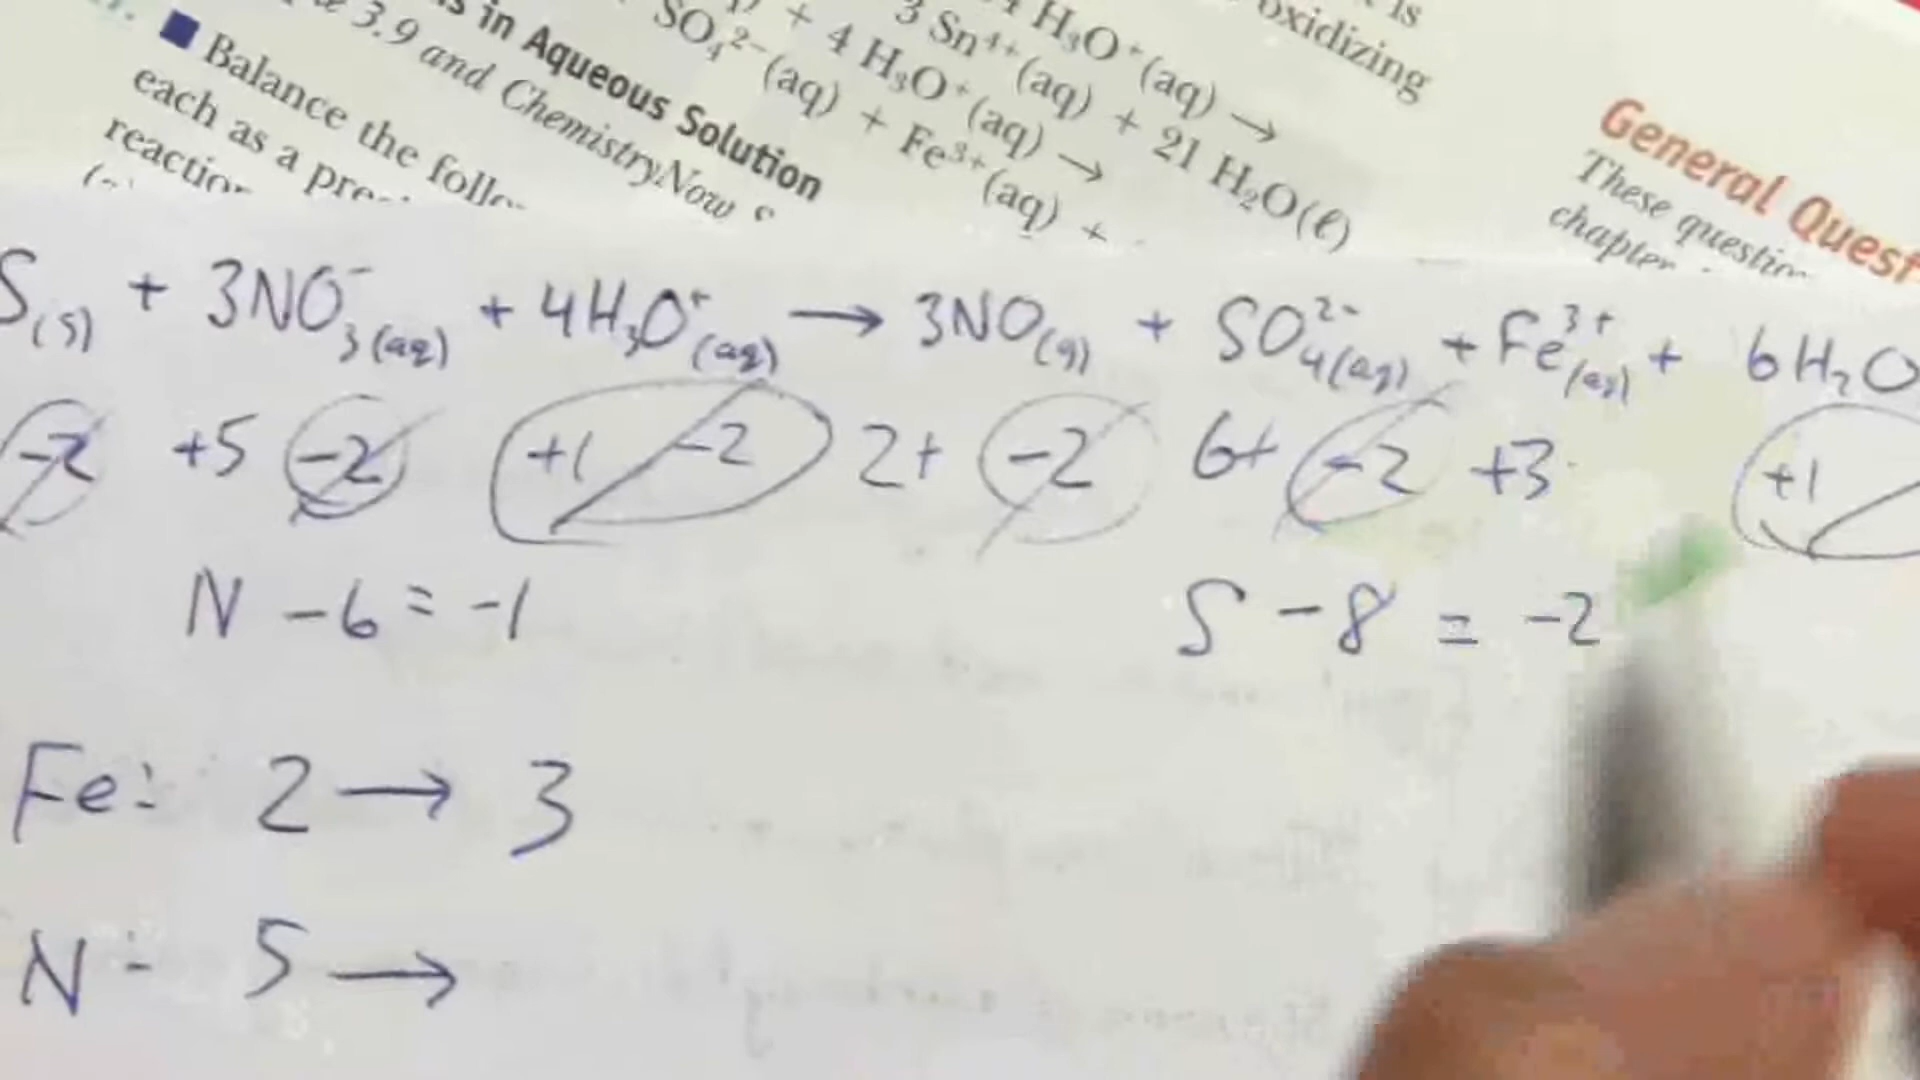 is
oxidizing
H₃O⁺(aq) →
3 Sn⁴⁺(aq) + 21 H₂O(ℓ)
+ 4 H₃O⁺(aq) →
SO₄²⁻(aq) + Fe³⁺(aq) +
in Aqueous Solution
3.9 and ChemistryNow
■ Balance the
each as a
General
These
chapter
S(s) + 3NO₃⁻(aq) + 4H₃O⁺(aq) → 3NO(g) + SO₄²⁻(aq) + Fe³⁺(aq) + 6H₂O
-2 +5 -2 +1 -2 2+ -2 6+ -2 +3 +1
N - 6 = -1 S - 8 = -2
Fe: 2 → 3
N: 5 →